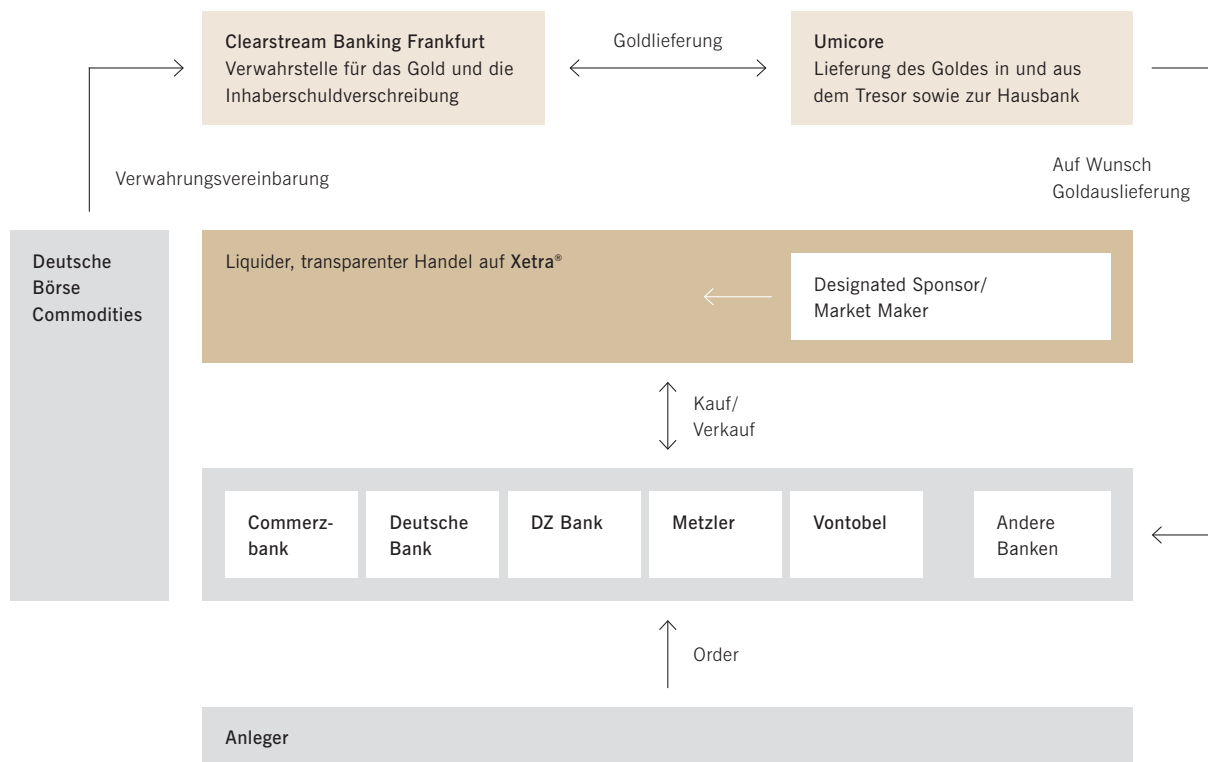 Clearstream Banking Frankfurt
Verwahrstelle für das Gold und die
Inhaberschuldverschreibung
Goldlieferung
Umicore
Lieferung des Goldes in und aus
dem Tresor sowie zur Hausbank
Verwahrungsvereinbarung
Auf Wunsch
Goldauslieferung
Deutsche
Börse
Commodities
Liquider, transparenter Handel auf Xetra®
Designated Sponsor/
Market Maker
Kauf/
Verkauf
Commerz-
bank
Deutsche
Bank
DZ Bank
Metzler
Vontobel
Andere
Banken
Order
Anleger